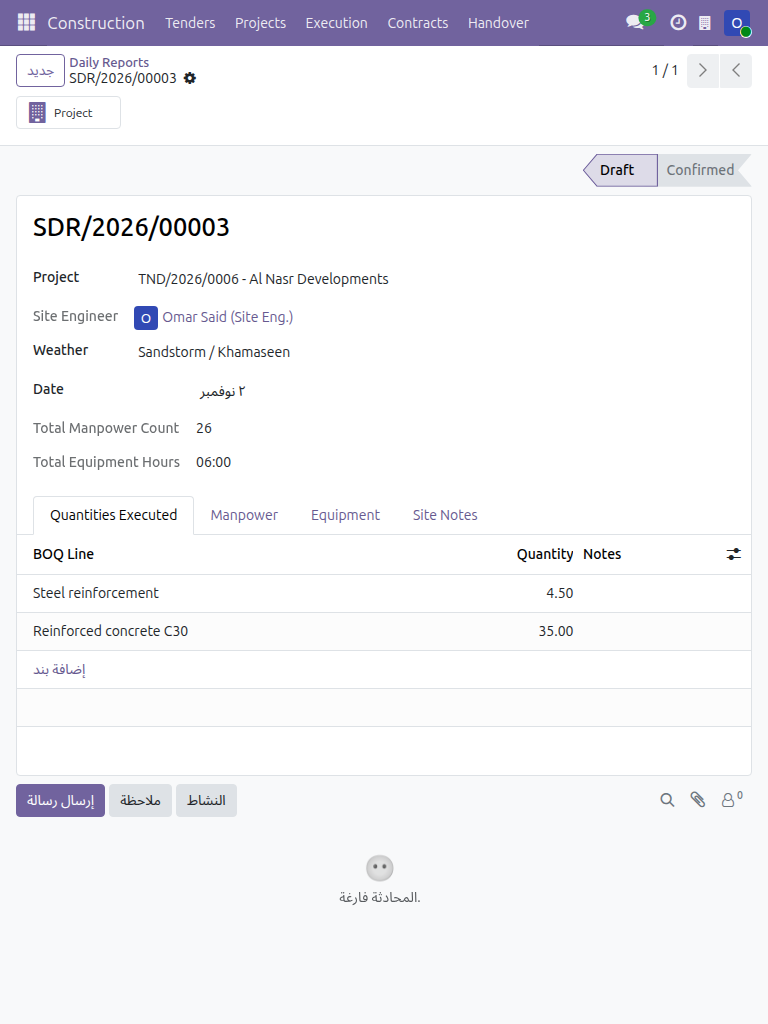 Construction Tenders Projects Execution Contracts Handover 3 O
جديد
Daily Reports
SDR/2026/00003
1 / 1
Project
Draft Confirmed
SDR/2026/00003
Project TND/2026/0006 - Al Nasr Developments
Site Engineer O Omar Said (Site Eng.)
Weather Sandstorm / Khamaseen
Date ٢ نوفمبر
Total Manpower Count 26
Total Equipment Hours 06:00
Quantities Executed Manpower Equipment Site Notes
BOQ Line Quantity Notes
Steel reinforcement 4.50
Reinforced concrete C30 35.00
إضافة بند
إرسال رسالة ملاحظة النشاط 0
المحادثة فارغة.